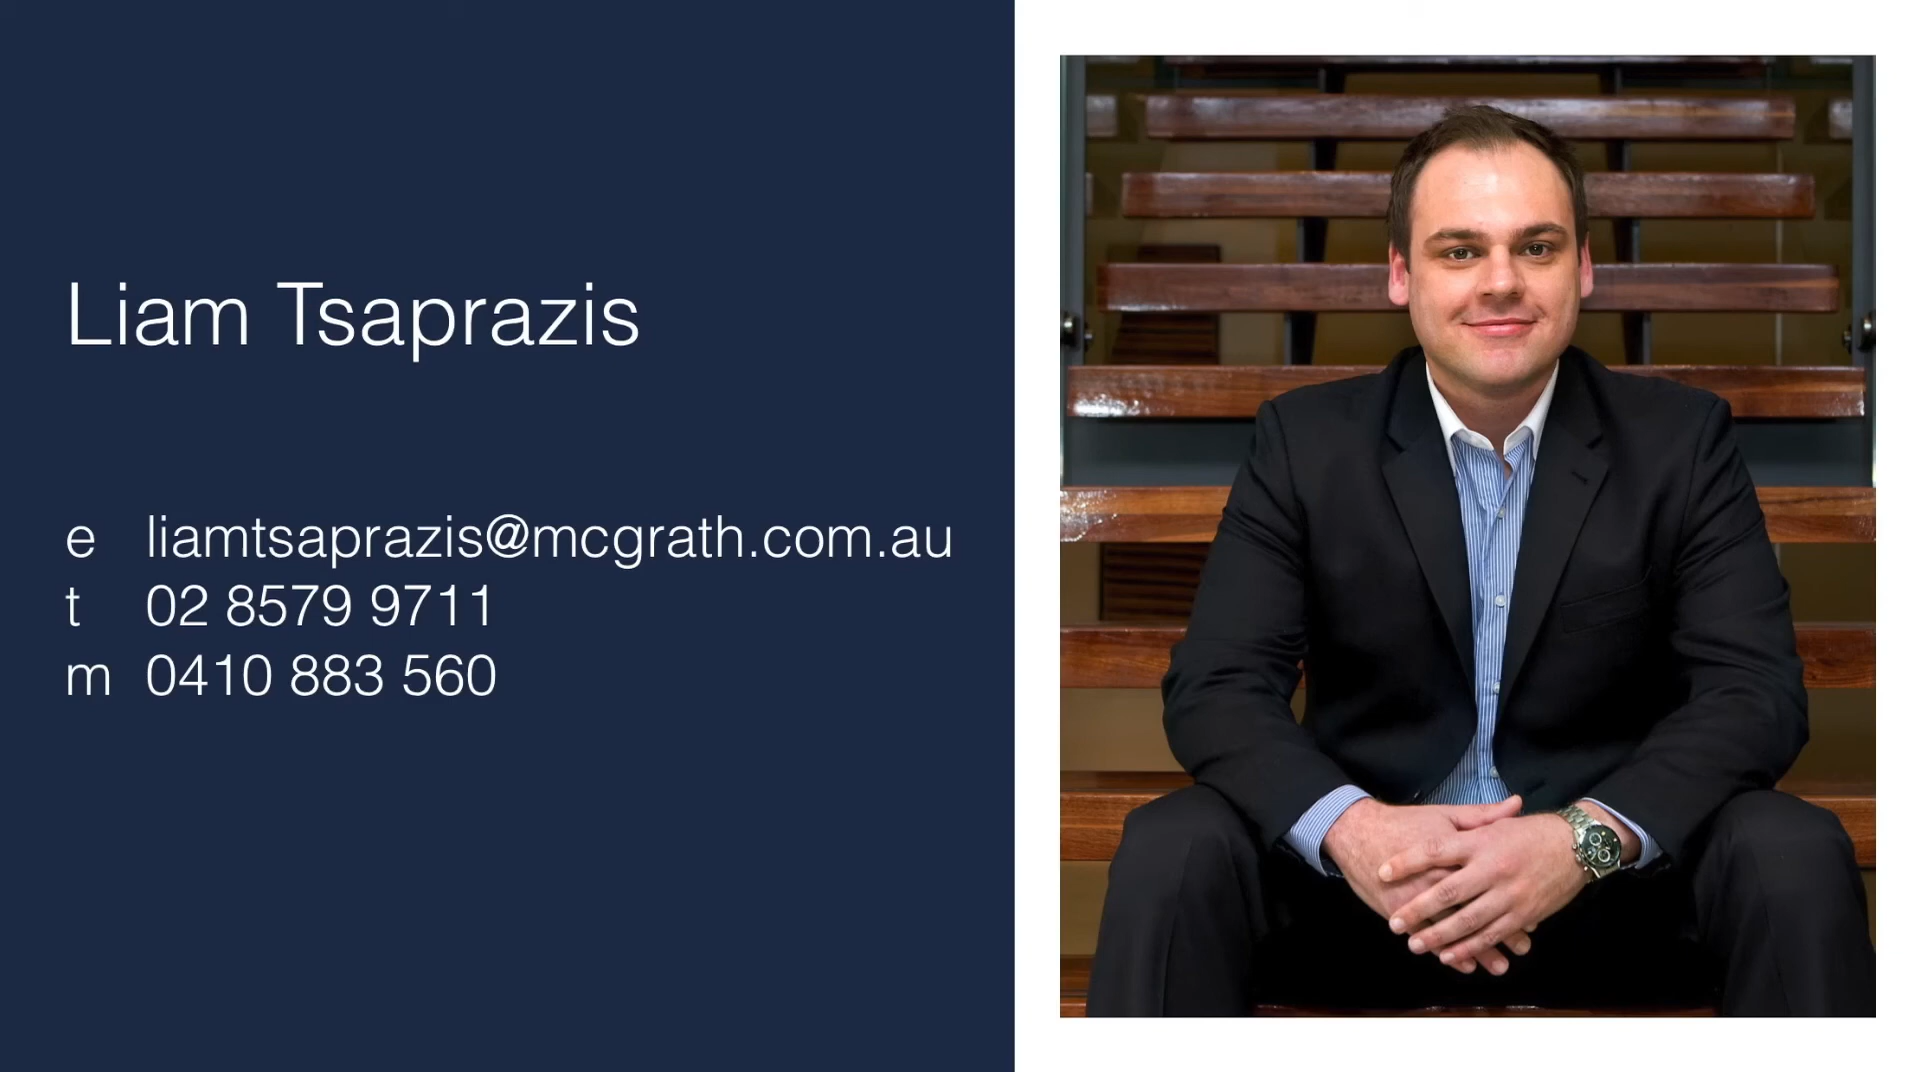 Liam Tsaprazis
e liamtsaprazis@mcgrath.com.au
t 02 8579 9711
m 0410 883 560